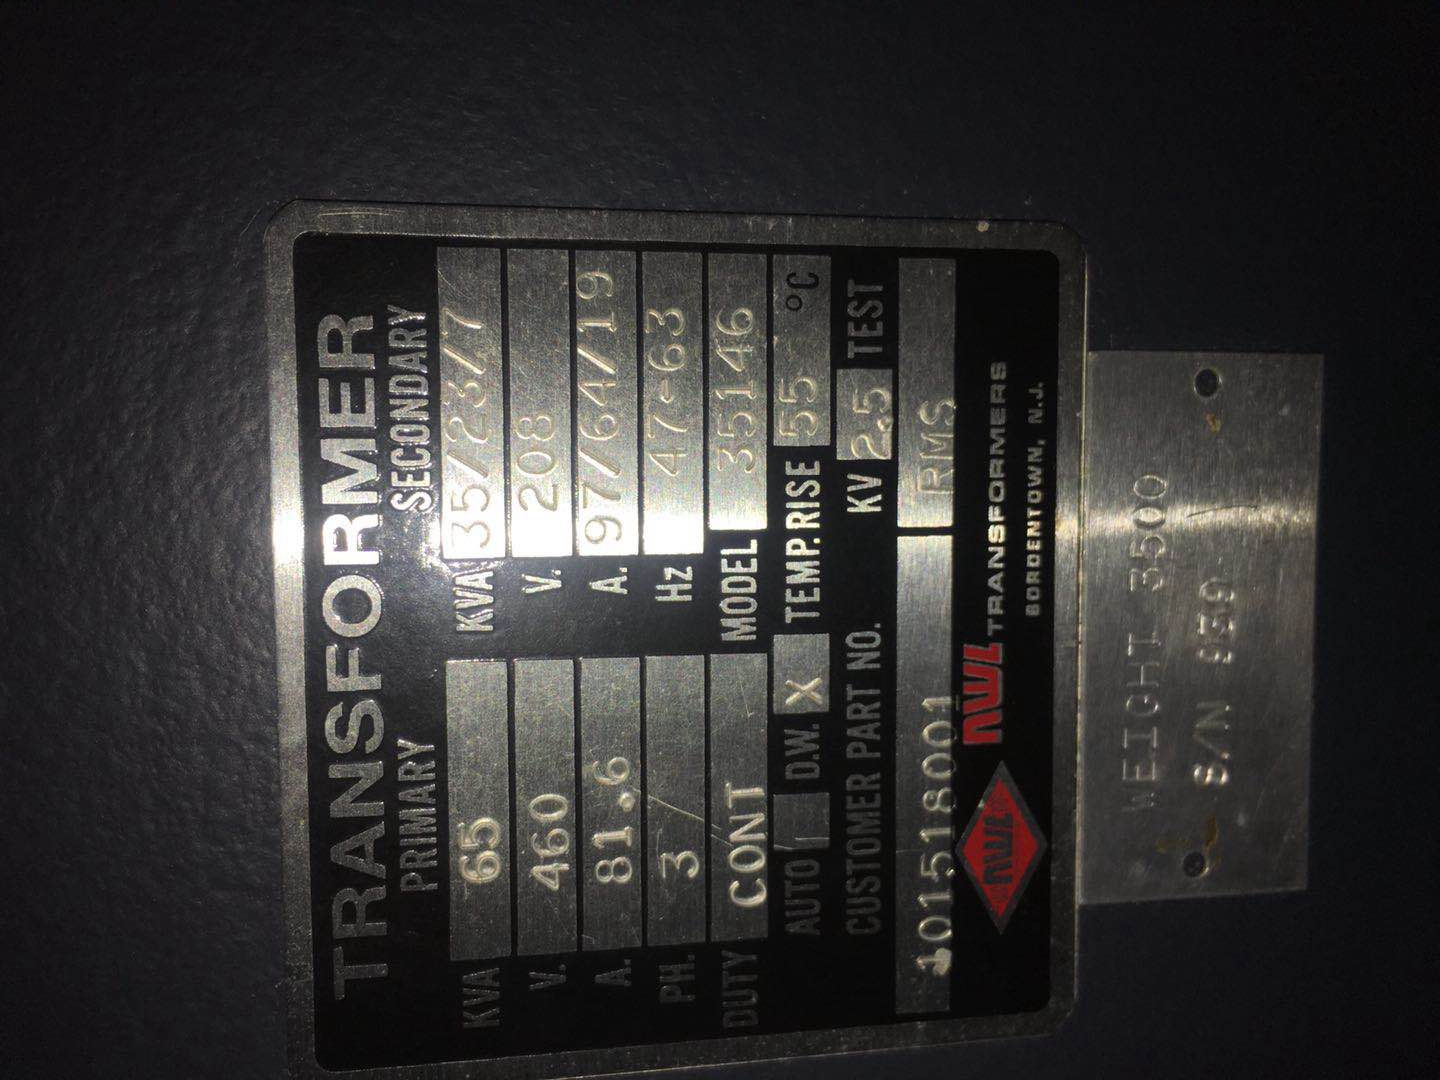 TRANSFORMER
PRIMARY SECONDARY
KVA 65 KVA 35/23/7
V. 460 V. 208
A. 81.6 A. 97/64/19
PH. 3 Hz 47-63
DUTY CONT MODEL 35146
AUTO D.W. X TEMP.RISE 55 °C
CUSTOMER PART NO. KV 2.5 TEST
101518001 RMS
NWL NWL TRANSFORMERS
BORDENTOWN, N.J.
WEIGHT 3500
S/N 939